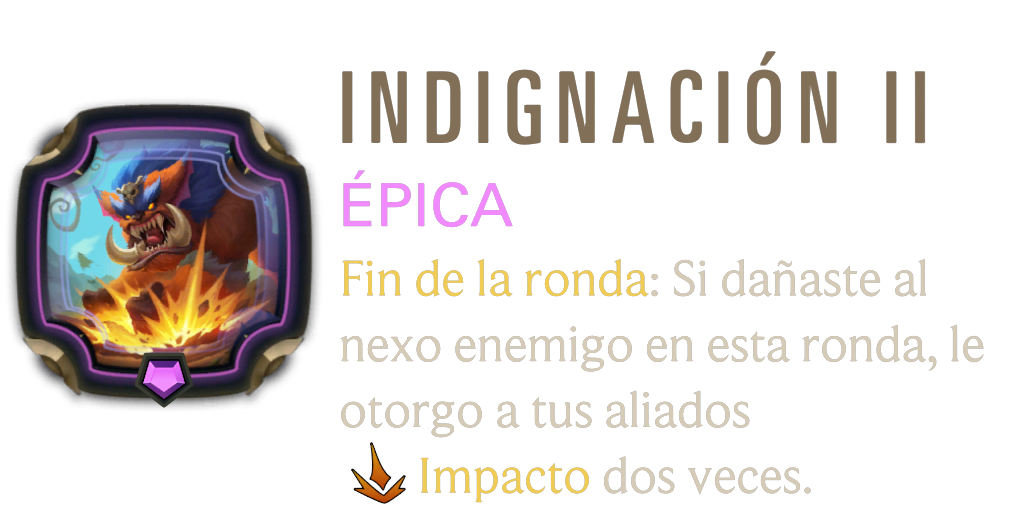 INDIGNACIÓN II
ÉPICA
Fin de la ronda: Si dañaste al
nexo enemigo en esta ronda, le
otorgo a tus aliados
Impacto dos veces.